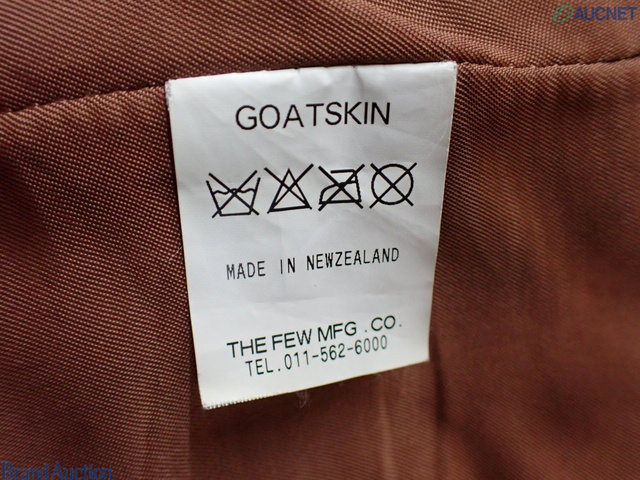 AUCNET
GOATSKIN
MADE IN NEWZEALAND
THE FEW MFG . CO.
TEL.011-562-6000
Brand Auction